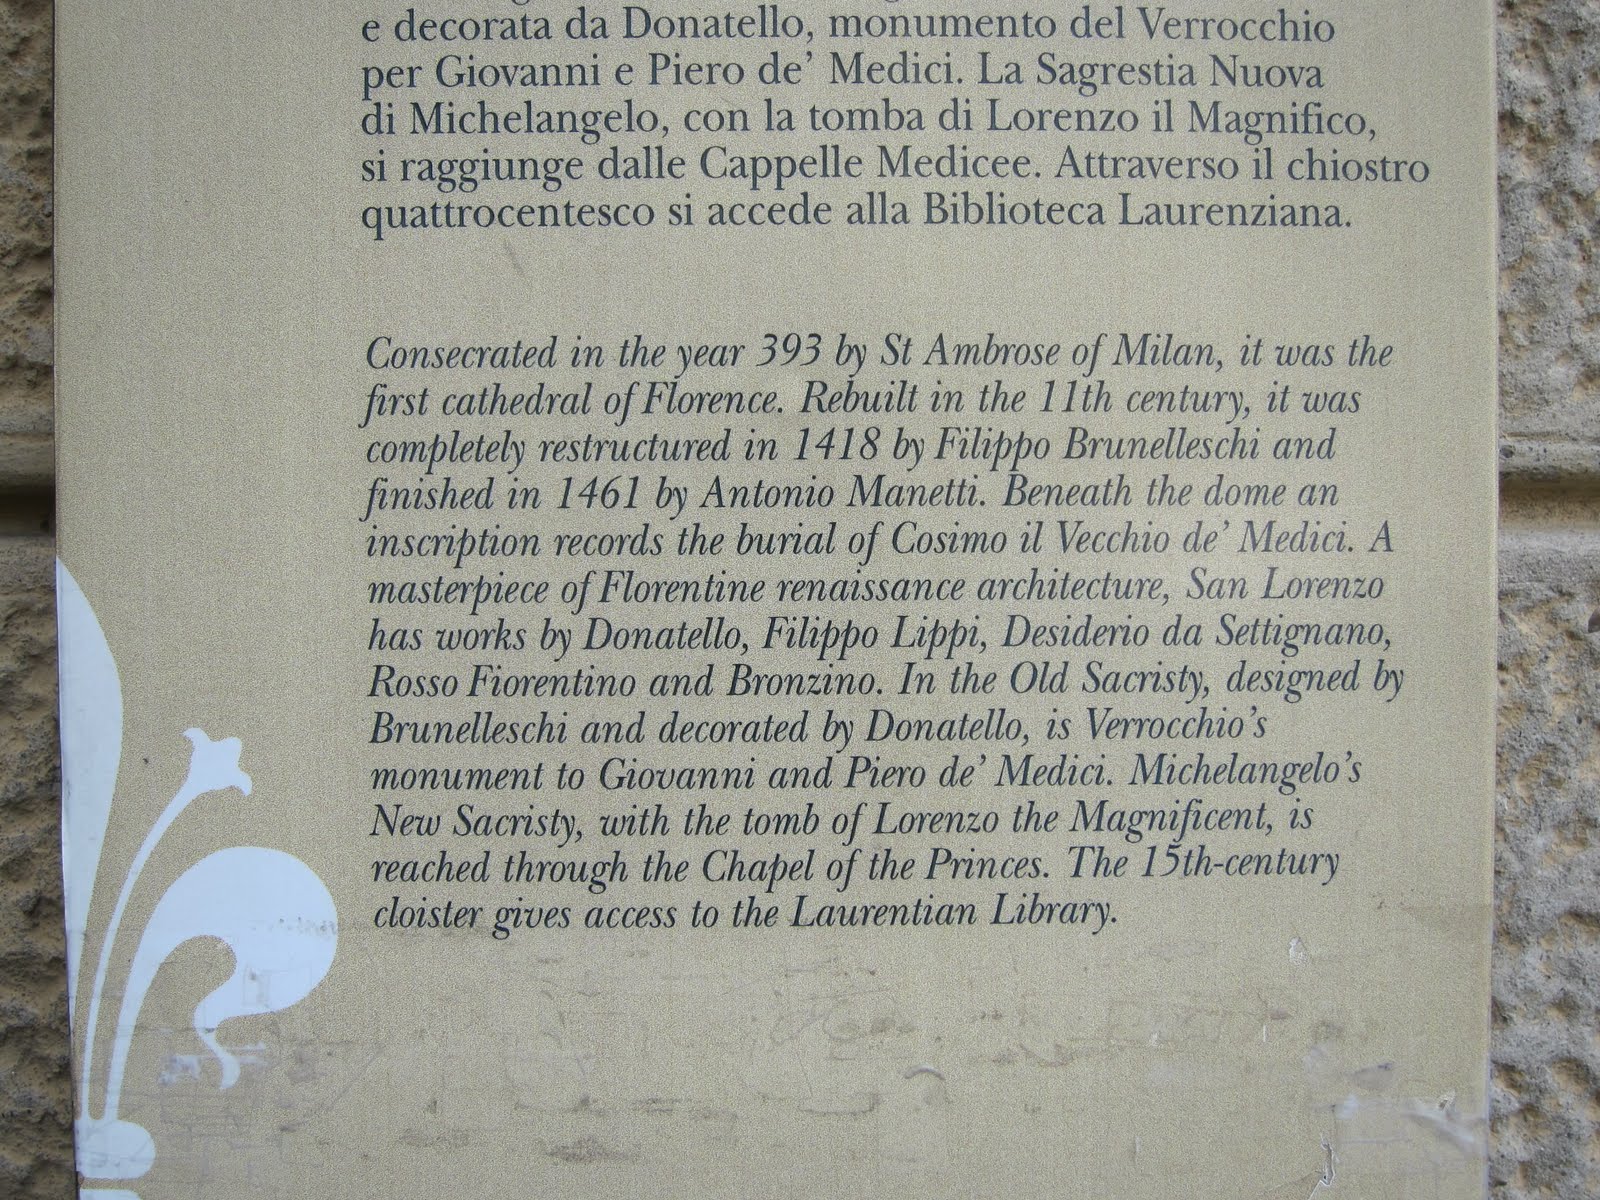 e decorata da Donatello, monumento del Verrocchio
per Giovanni e Piero de' Medici. La Sagrestia Nuova
di Michelangelo, con la tomba di Lorenzo il Magnifico,
si raggiunge dalle Cappelle Medicee. Attraverso il chiostro
quattrocentesco si accede alla Biblioteca Laurenziana.
Consecrated in the year 393 by St Ambrose of Milan, it was the
first cathedral of Florence. Rebuilt in the 11th century, it was
completely restructured in 1418 by Filippo Brunelleschi and
finished in 1461 by Antonio Manetti. Beneath the dome an
inscription records the burial of Cosimo il Vecchio de' Medici. A
masterpiece of Florentine renaissance architecture, San Lorenzo
has works by Donatello, Filippo Lippi, Desiderio da Settignano,
Rosso Fiorentino and Bronzino. In the Old Sacristy, designed by
Brunelleschi and decorated by Donatello, is Verrocchio's
monument to Giovanni and Piero de' Medici. Michelangelo's
New Sacristy, with the tomb of Lorenzo the Magnificent, is
reached through the Chapel of the Princes. The 15th-century
cloister gives access to the Laurentian Library.